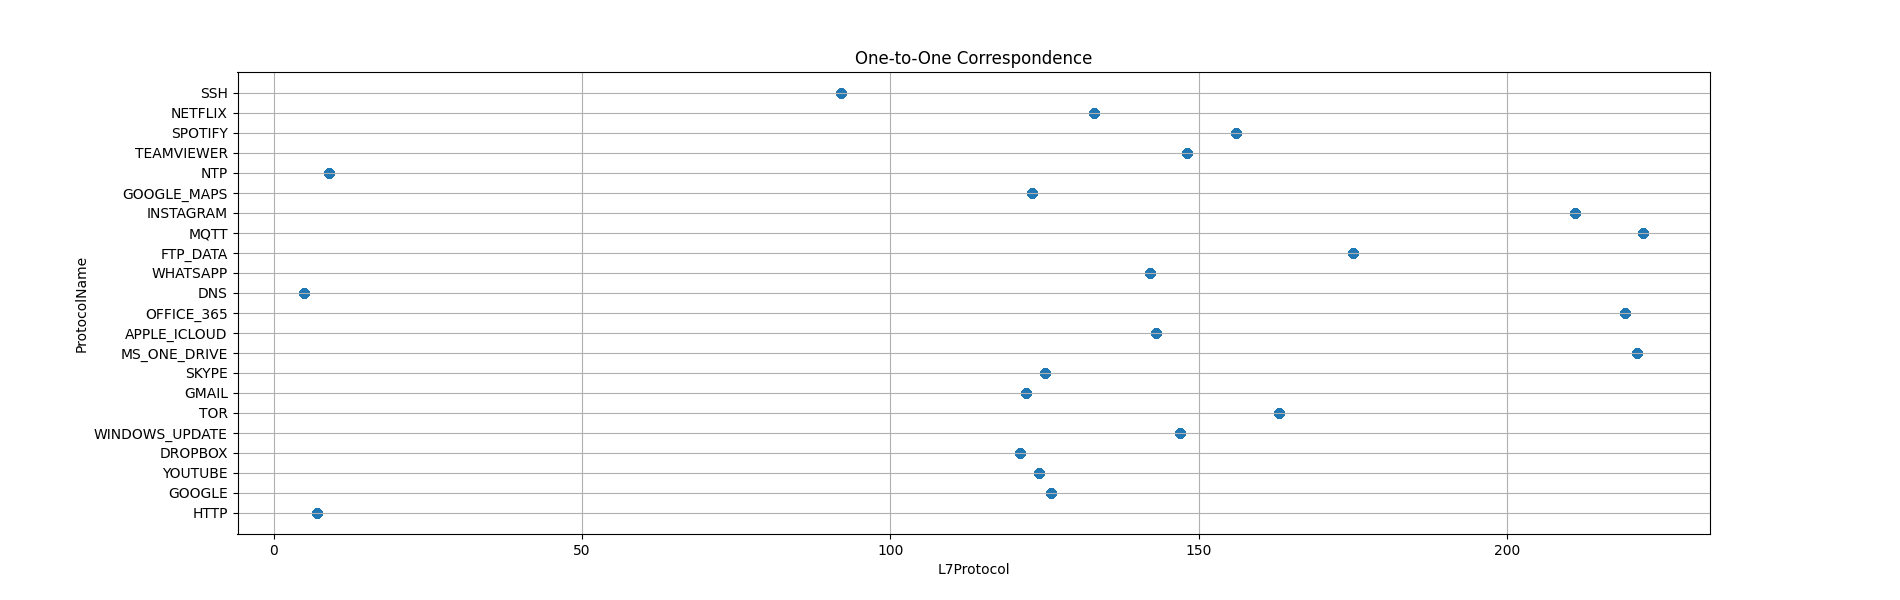 One-to-One Correspondence
SSH
NETFLIX
SPOTIFY
TEAMVIEWER
NTP
GOOGLE_MAPS
INSTAGRAM
MQTT
FTP_DATA
WHATSAPP
DNS
OFFICE_365
APPLE_ICLOUD
MS_ONE_DRIVE
SKYPE
GMAIL
TOR
WINDOWS_UPDATE
DROPBOX
YOUTUBE
GOOGLE
HTTP
ProtocolName
0 50 100 150 200
L7Protocol